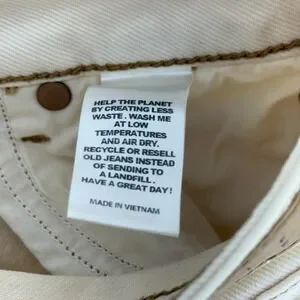 HELP THE PLANET
BY CREATING LESS
WASTE. WASH ME
AT LOW
TEMPERATURES
AND AIR DRY.
RECYCLE OR RESELL
OLD JEANS INSTEAD
OF SENDING TO
A LANDFILL.
HAVE A GREAT DAY!
MADE IN VIETNAM